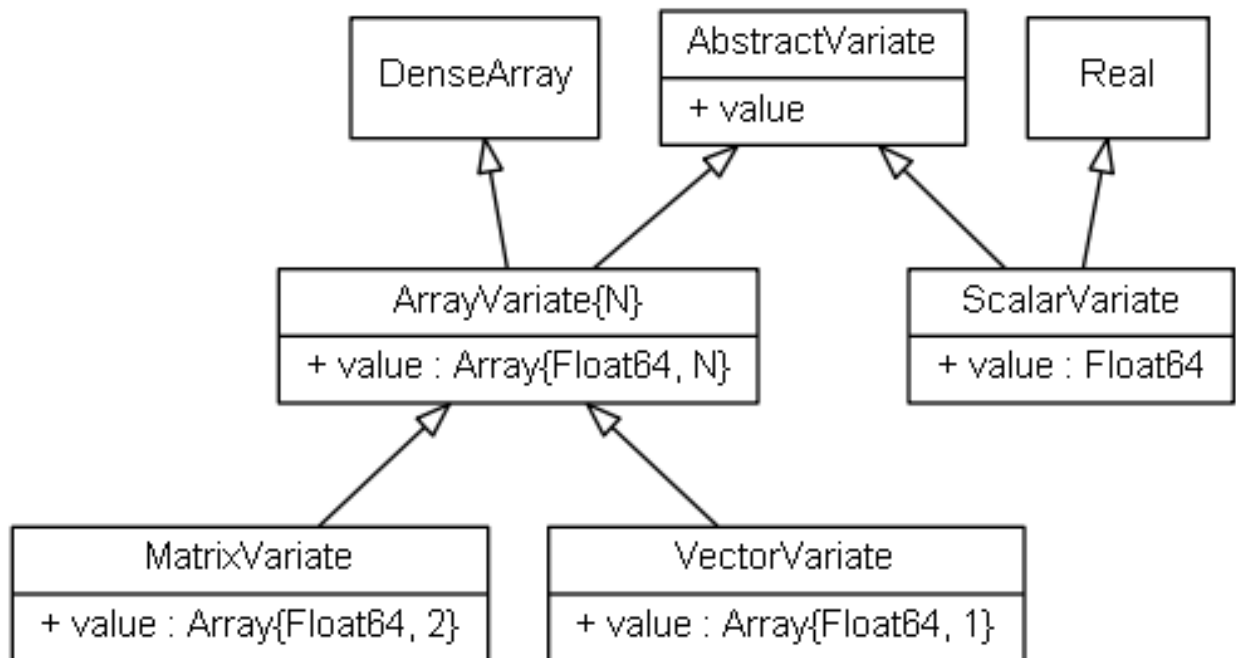 DenseArray
AbstractVariate
+ value
Real
ArrayVariate{N}
+ value : Array{Float64, N}
ScalarVariate
+ value : Float64
MatrixVariate
+ value : Array{Float64, 2}
VectorVariate
+ value : Array{Float64, 1}